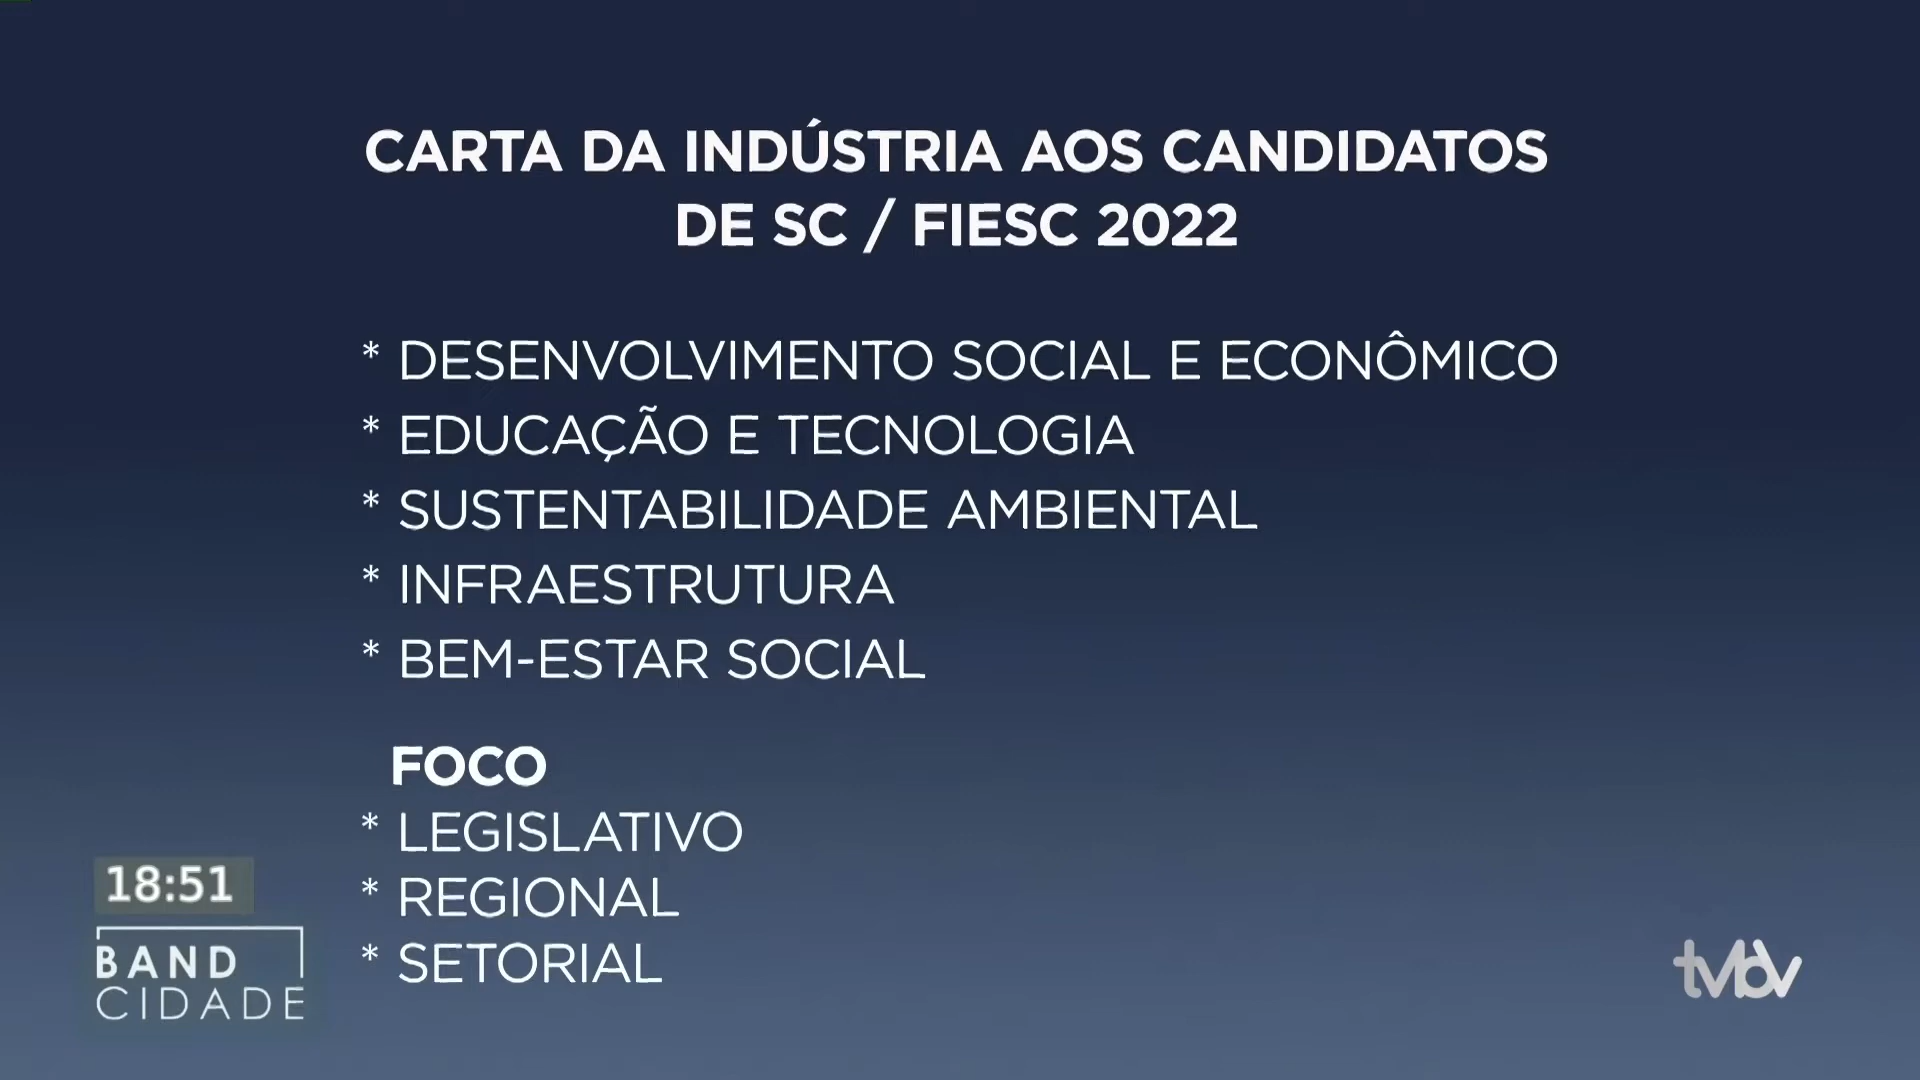 CARTA DA INDÚSTRIA AOS CANDIDATOS
DE SC / FIESC 2022
* DESENVOLVIMENTO SOCIAL E ECONÔMICO
* EDUCAÇÃO E TECNOLOGIA
* SUSTENTABILIDADE AMBIENTAL
* INFRAESTRUTURA
* BEM-ESTAR SOCIAL
FOCO
* LEGISLATIVO
* REGIONAL
* SETORIAL
18:51
BAND
CIDADE
tvbv